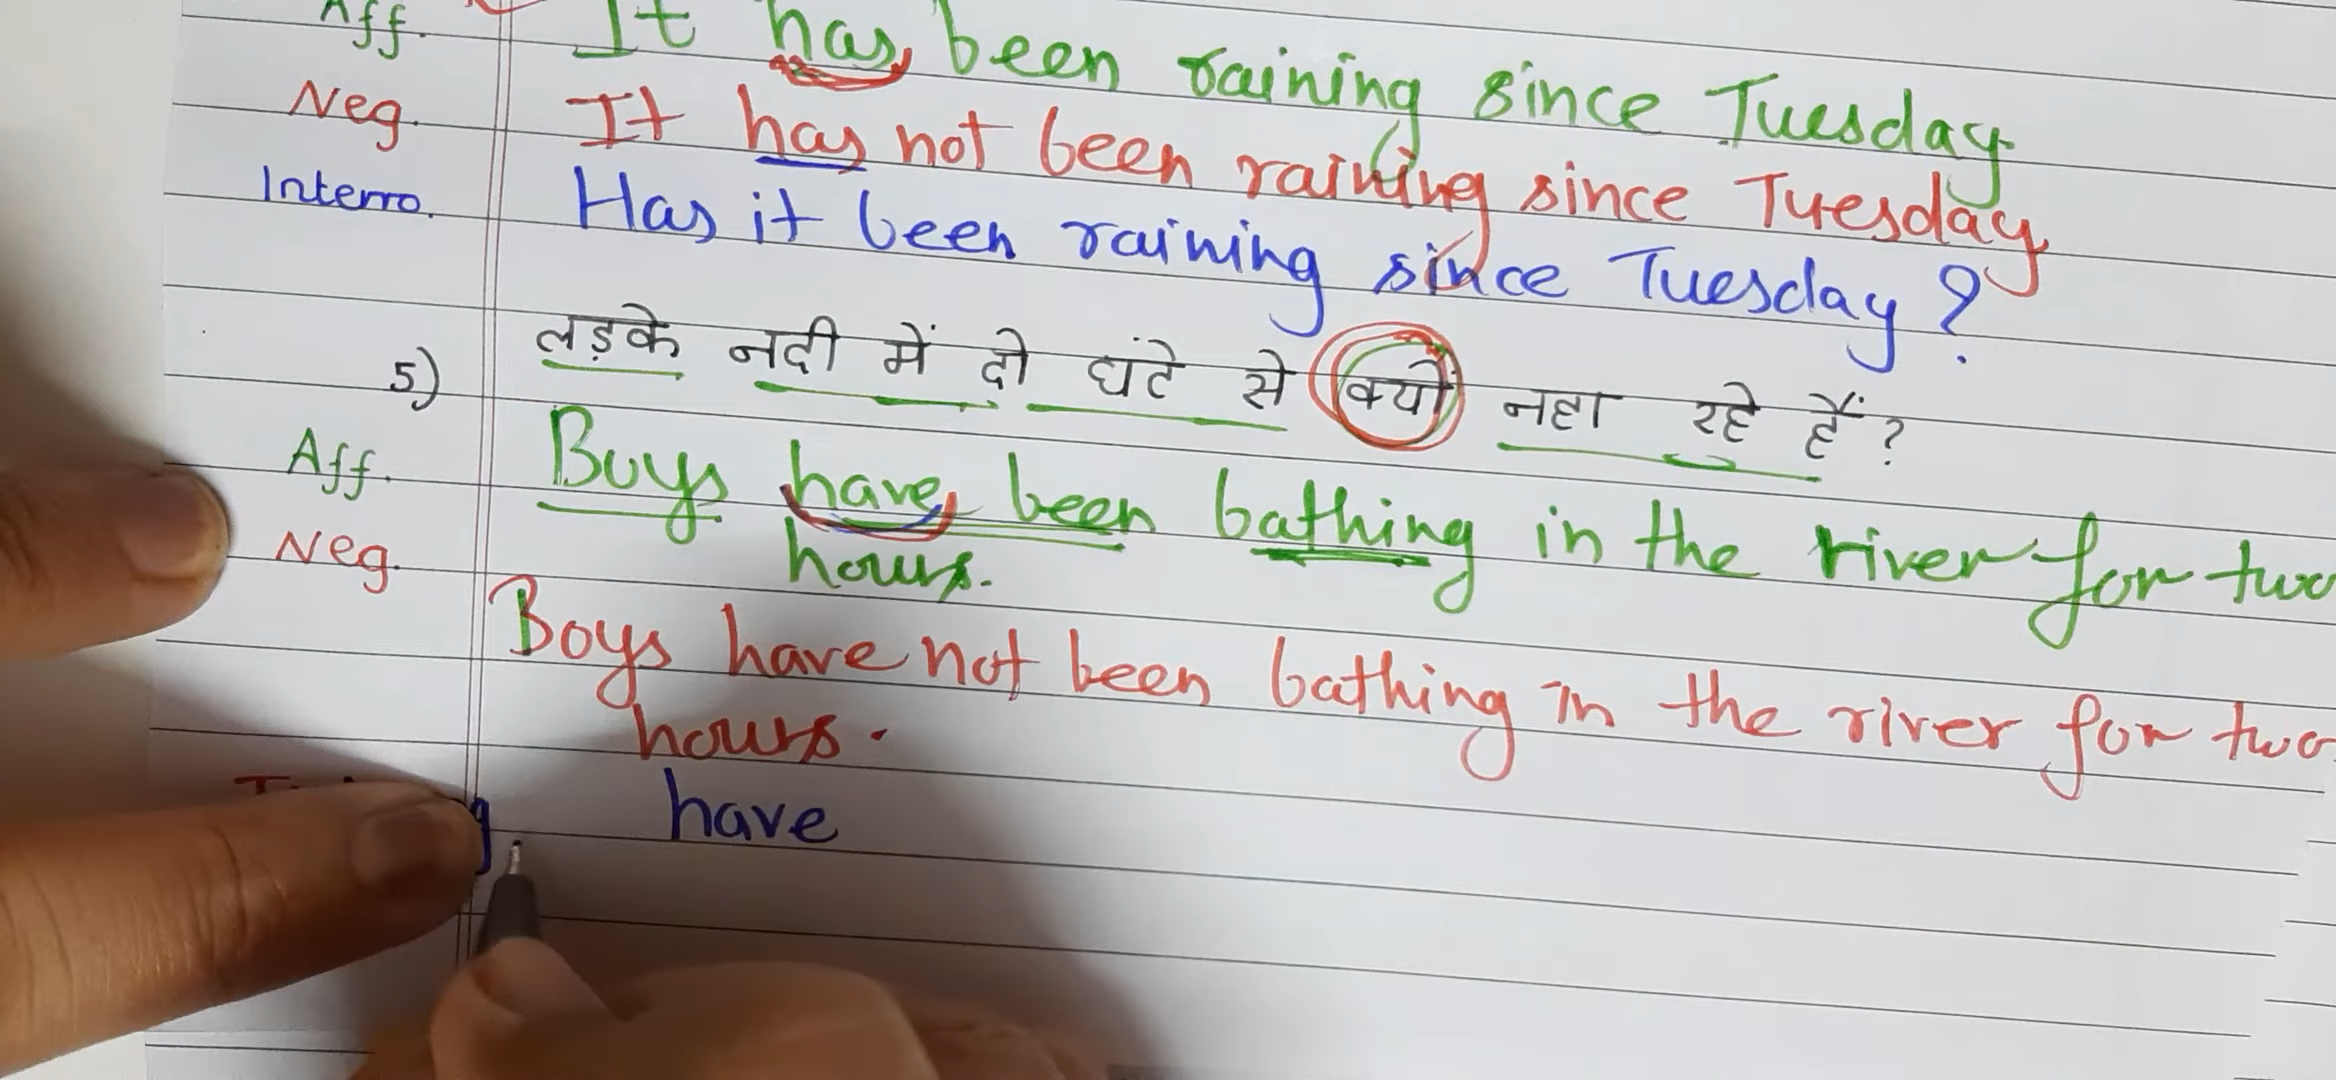 Aff. It has been raining since Tuesday.
Neg. It has not been raining since Tuesday
Interro. Has it been raining since Tuesday ?
5) लड़के नदी में दो घंटे से क्यों नहा रहे हैं ?
Aff. Boys have been bathing in the river for two
hours.
Neg.
Boys have not been bathing in the river for two
hours.
have